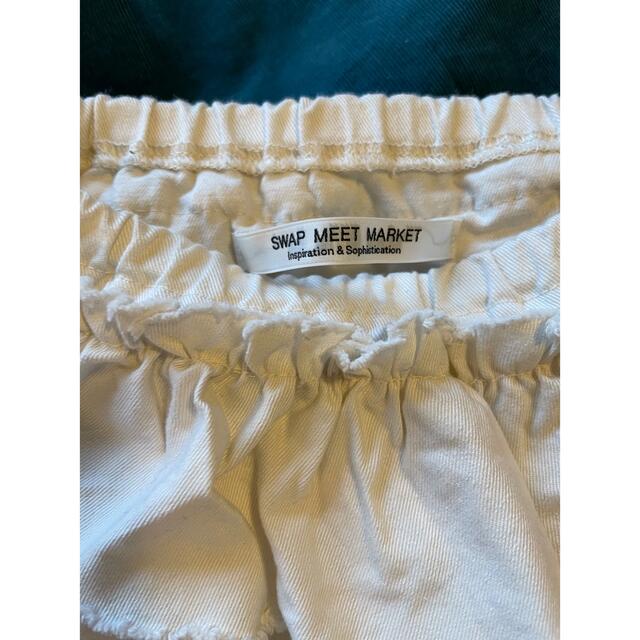 SWAP MEET MARKET
Inspiration & Sophistication